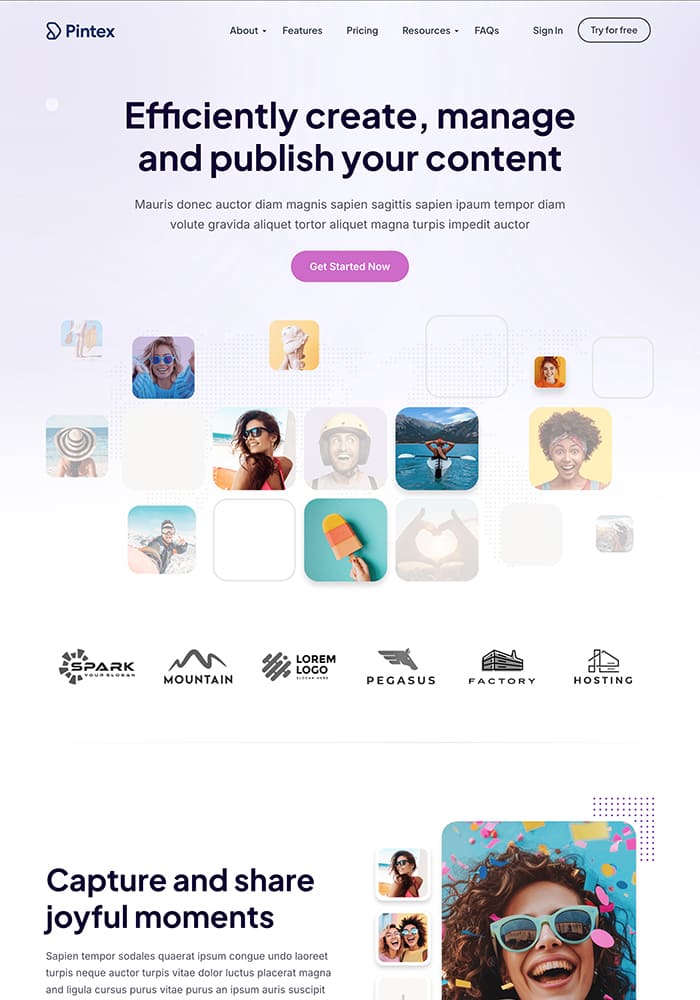 Pintex
About Features Pricing Resources FAQs Sign In Try for free
Efficiently create, manage
and publish your content
Mauris donec auctor diam magnis sapien sagittis sapien ipaum tempor diam
volute gravida aliquet tortor aliquet magna turpis impedit auctor
Get Started Now
SPARK
YOUR SLOGAN
MOUNTAIN
LOREM
LOGO
SLOGAN HERE
PEGASUS
FACTORY
HOSTING
Capture and share
joyful moments
Sapien tempor sodales quaerat ipsum congue undo laoreet
turpis neque auctor turpis vitae dolor luctus placerat magna
and ligula cursus purus vitae purus an ipsum auris suscipit